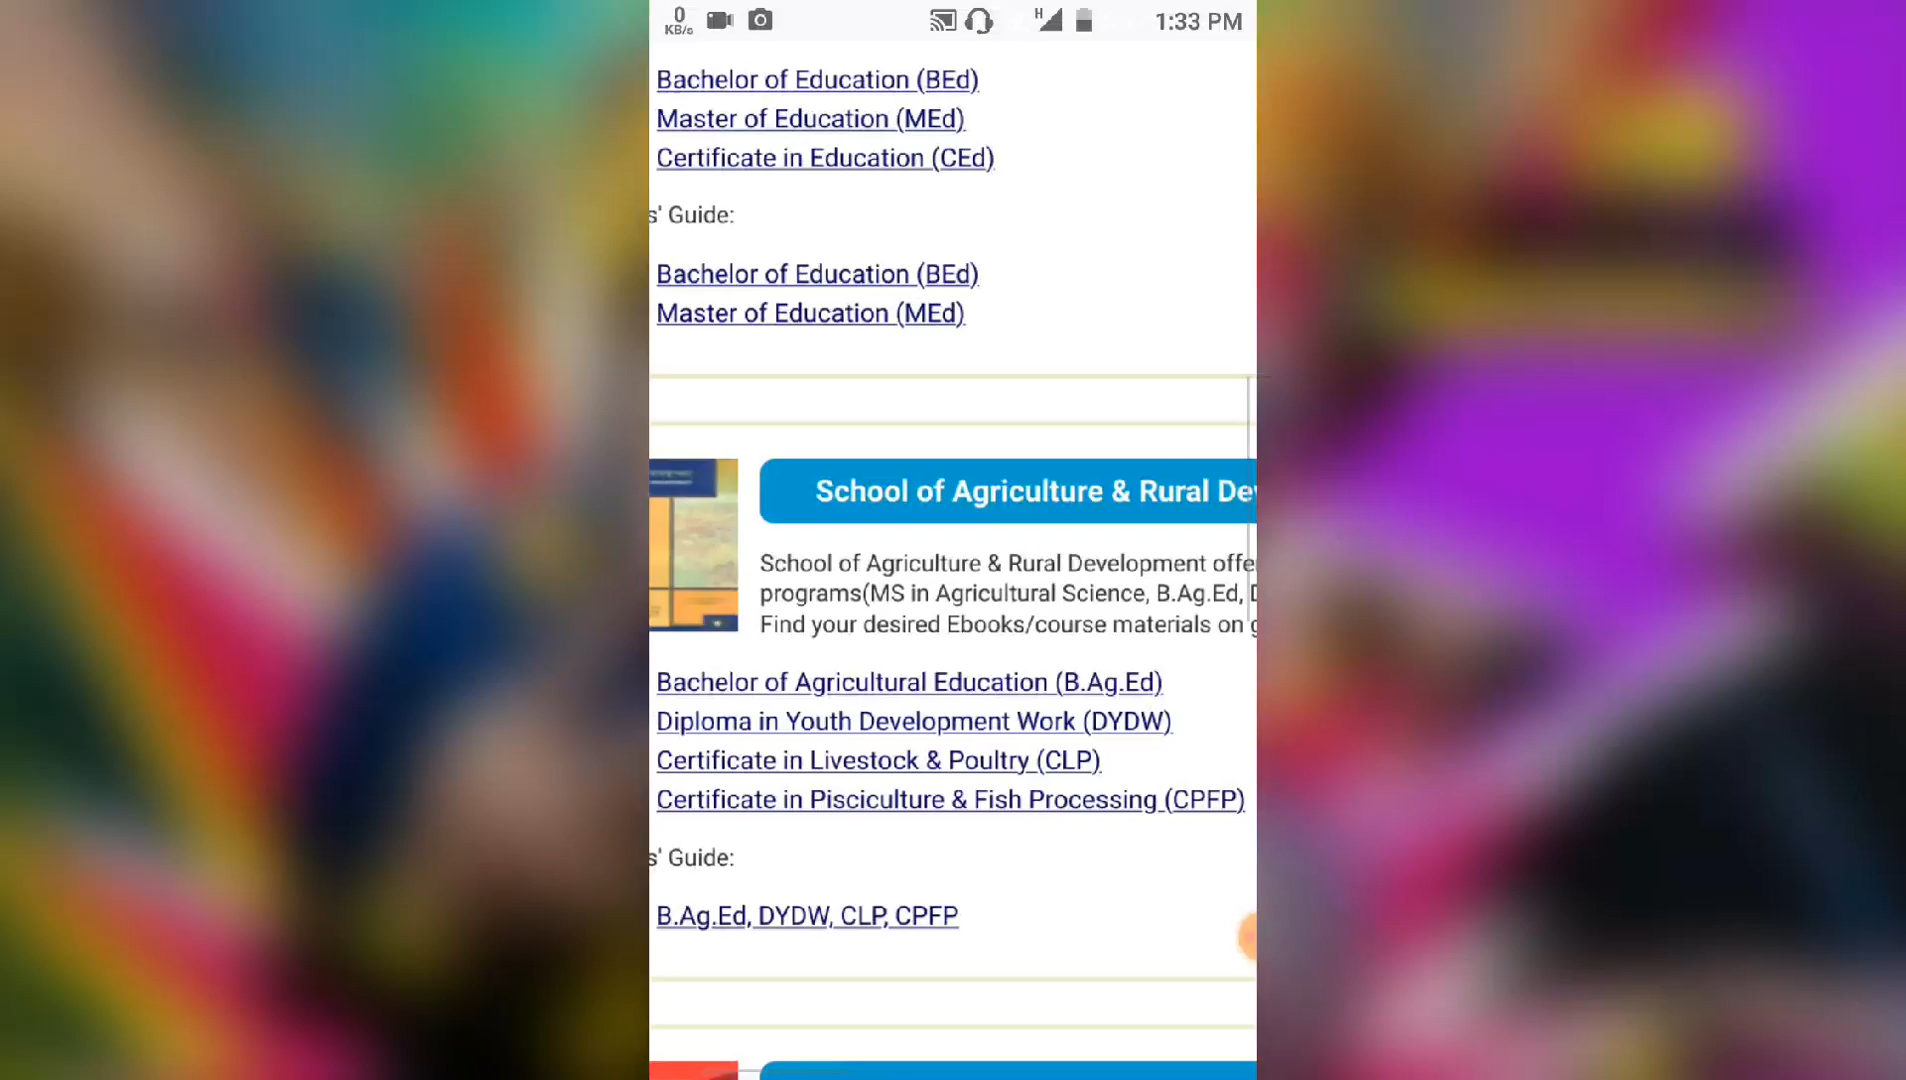 0
KB/s
H
1:33 PM
Bachelor of Education (BEd)
Master of Education (MEd)
Certificate in Education (CEd)
s' Guide:
Bachelor of Education (BEd)
Master of Education (MEd)
School of Agriculture & Rural De
School of Agriculture & Rural Development offe
programs(MS in Agricultural Science, B.Ag.Ed, D
Find your desired Ebooks/course materials on g
Bachelor of Agricultural Education (B.Ag.Ed)
Diploma in Youth Development Work (DYDW)
Certificate in Livestock & Poultry (CLP)
Certificate in Pisciculture & Fish Processing (CPFP)
s' Guide:
B.Ag.Ed, DYDW, CLP, CPFP